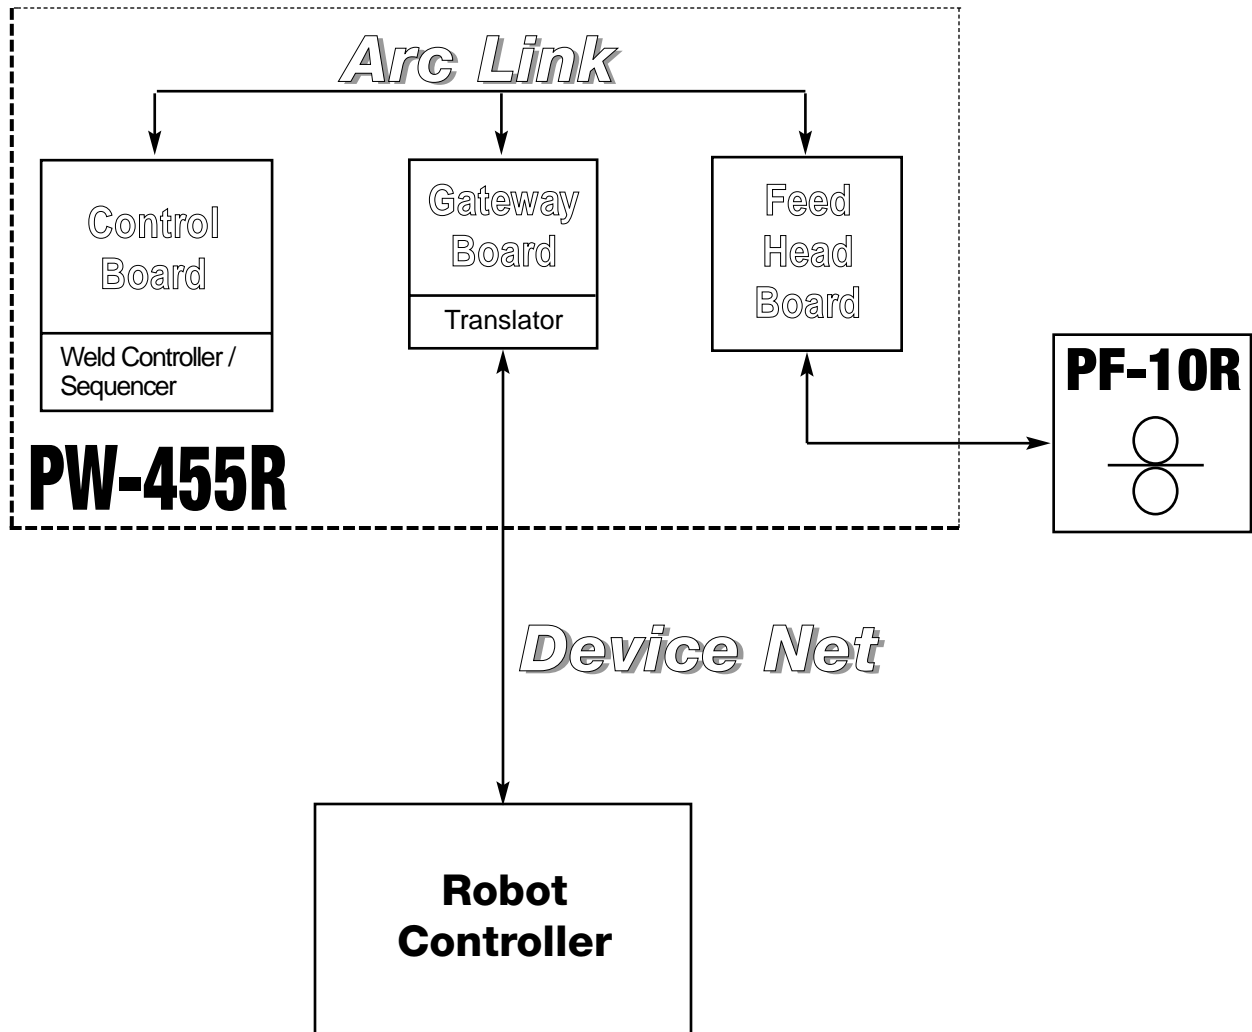 Arc Link
Control
Board
Weld Controller /
Sequencer
Gateway
Board
Translator
Feed
Head
Board
PF-10R
PW-455R
Device Net
Robot
Controller